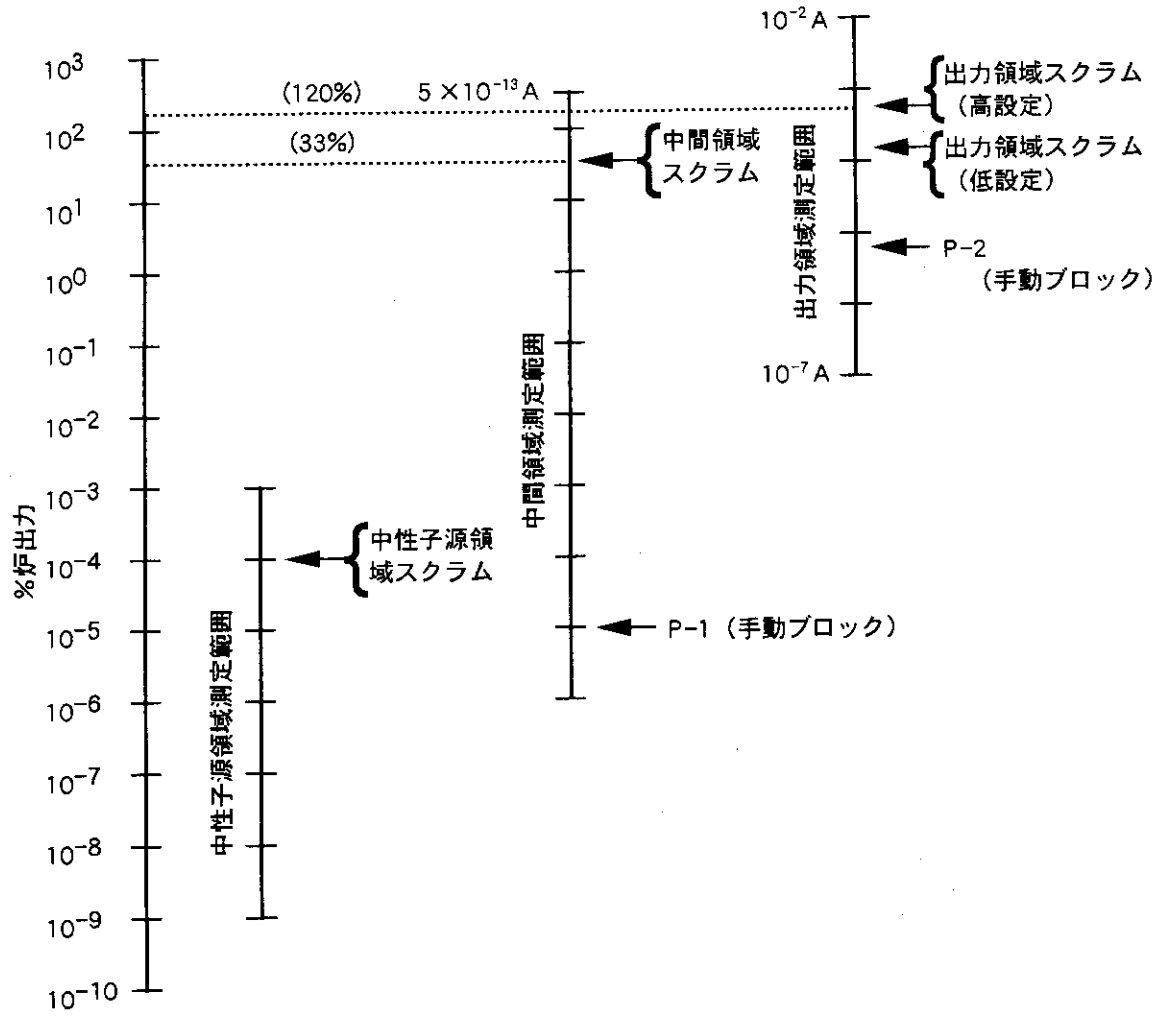 %炉出力
10³
10²
10¹
10⁰
10⁻¹
10⁻²
10⁻³
10⁻⁴
10⁻⁵
10⁻⁶
10⁻⁷
10⁻⁸
10⁻⁹
10⁻¹⁰
(120%)
(33%)
中性子源領域測定範囲
中性子源領
域スクラム
5×10⁻¹³A
中間領域測定範囲
中間領域
スクラム
P-1（手動ブロック）
10⁻²A
10⁻⁷A
出力領域測定範囲
出力領域スクラム
（高設定）
出力領域スクラム
（低設定）
P-2
（手動ブロック）